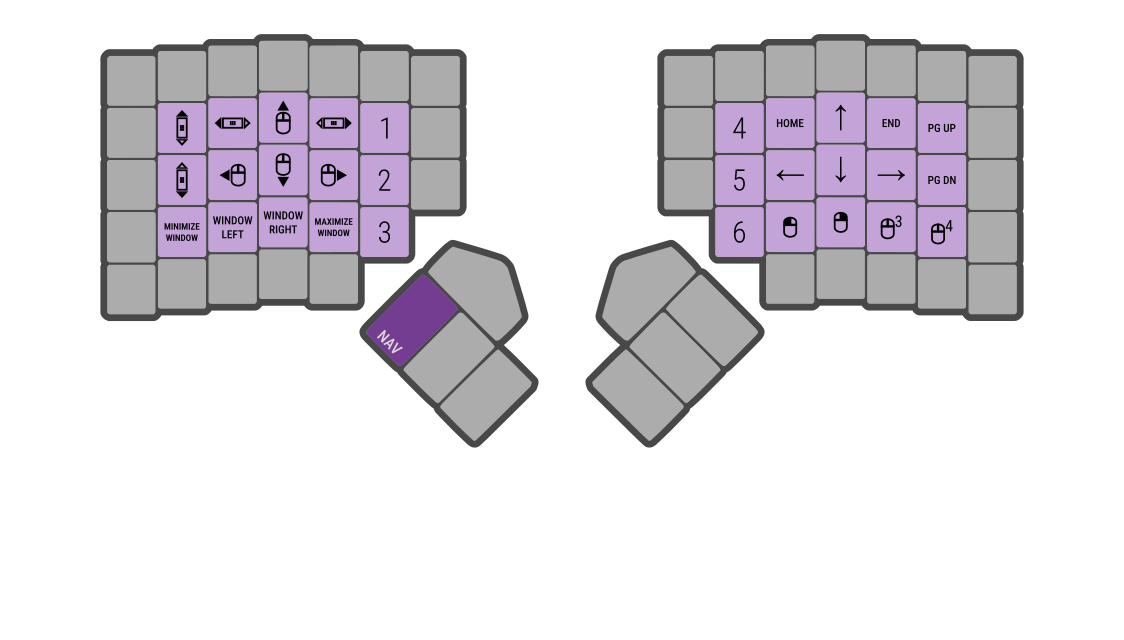 1
4
HOME
↑
END
PG UP
2
5
←
↓
→
PG DN
MINIMIZE
WINDOW
WINDOW
LEFT
WINDOW
RIGHT
MAXIMIZE
WINDOW
3
6
3
4
NAV